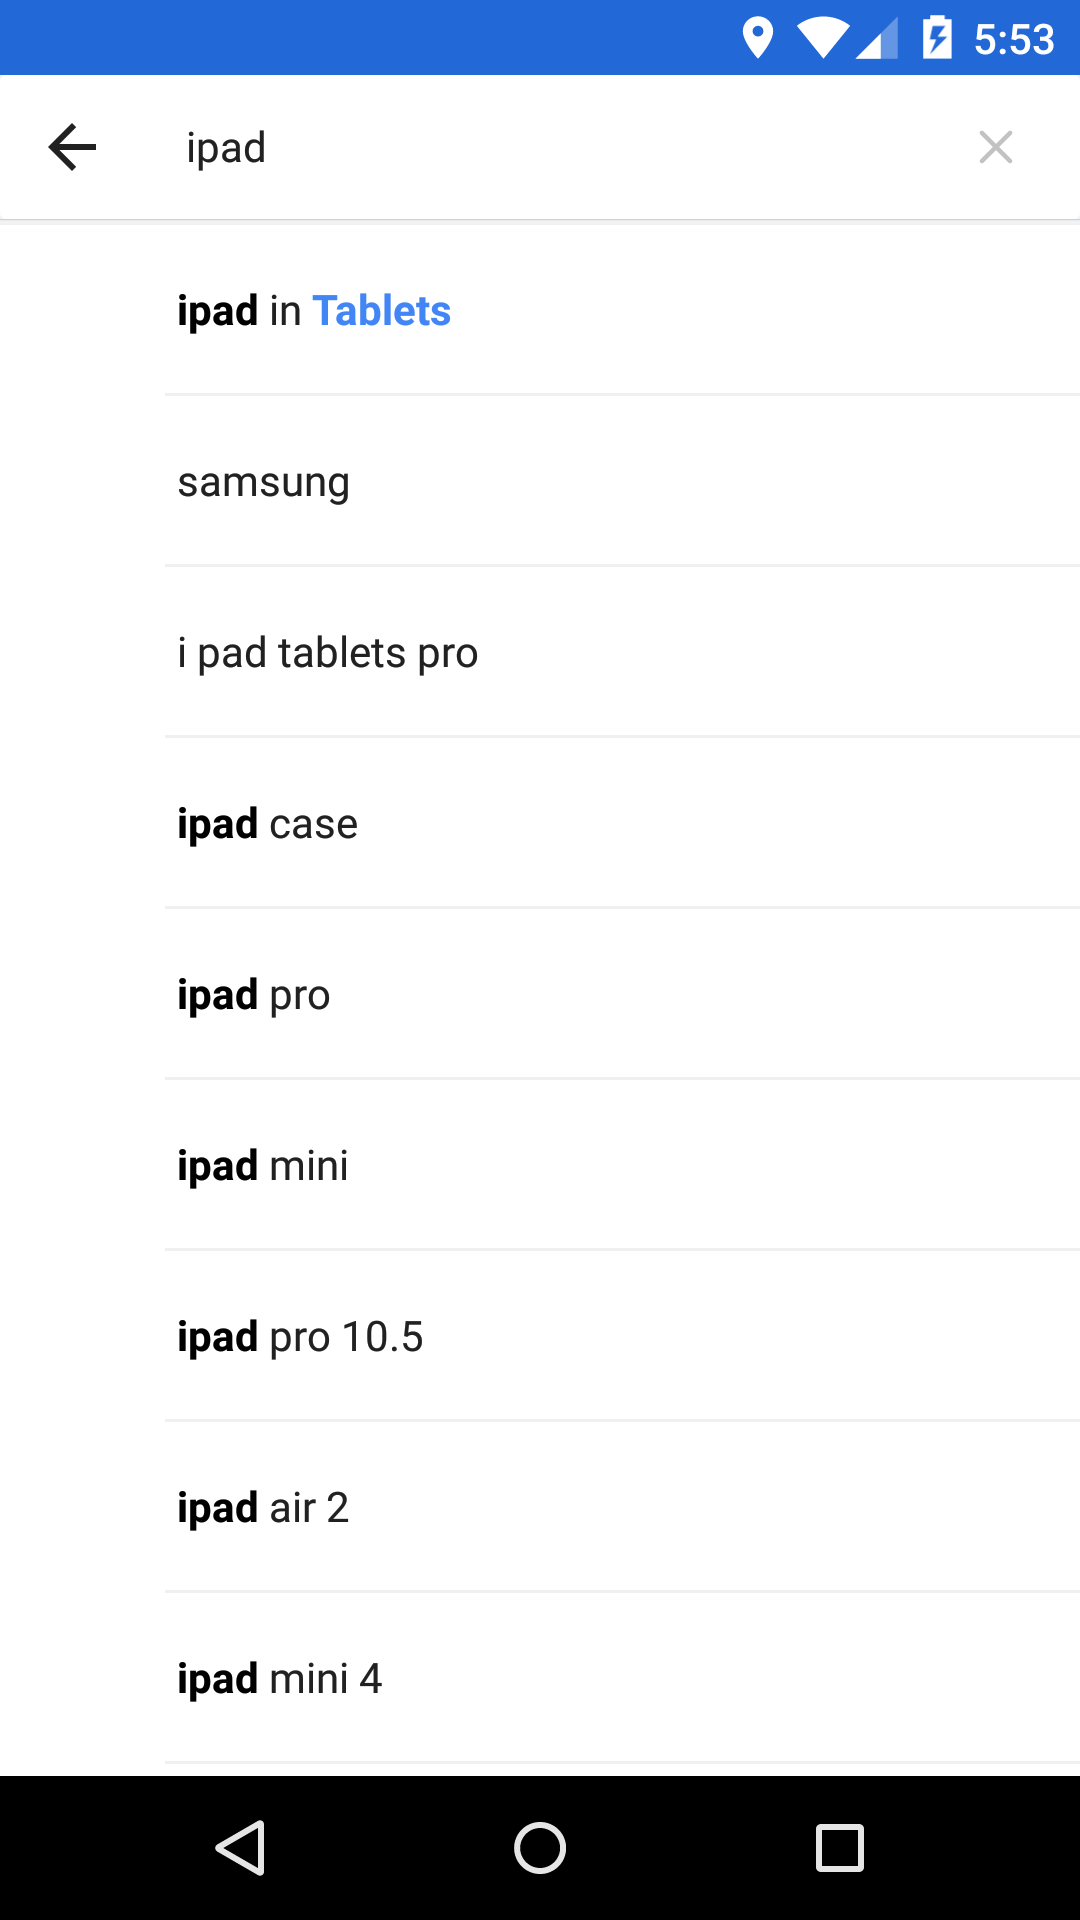 5:53
ipad
ipad in Tablets
samsung
i pad tablets pro
ipad case
ipad pro
ipad mini
ipad pro 10.5
ipad air 2
ipad mini 4